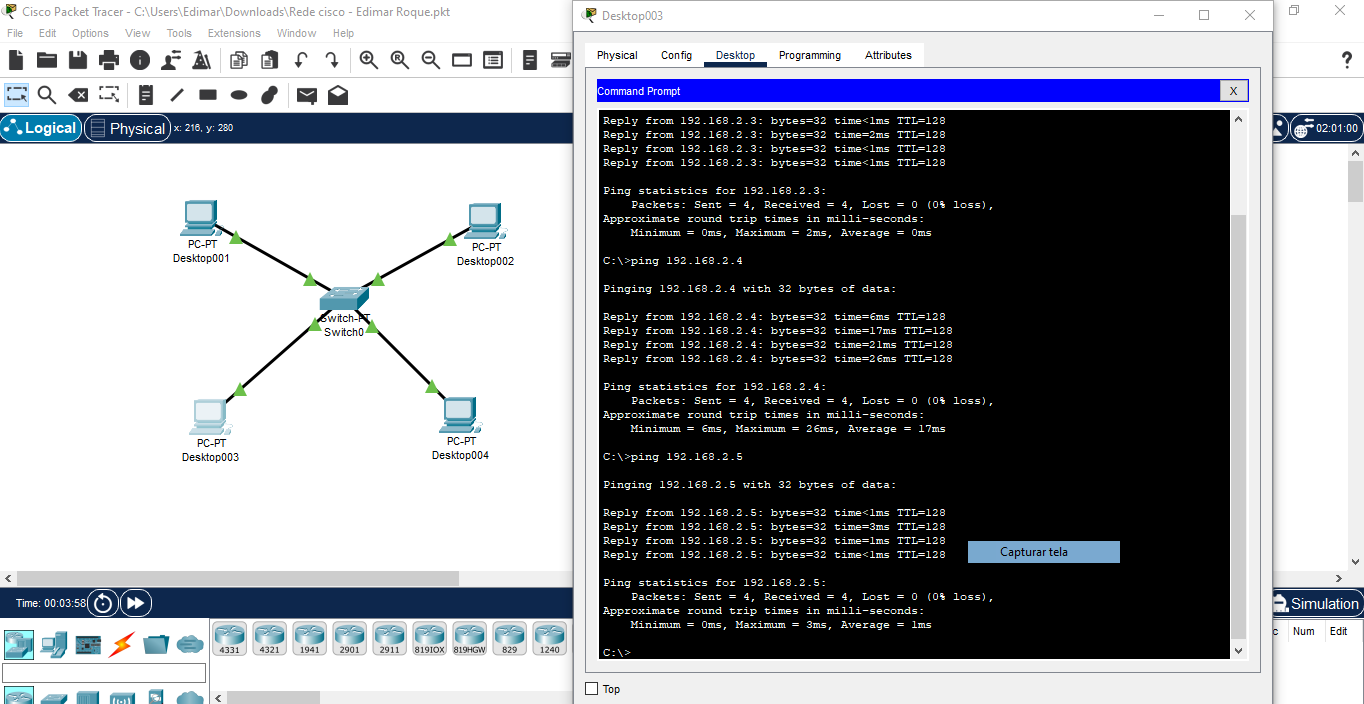 Cisco Packet Tracer - C:\Users\Edimar\Downloads\Rede cisco - Edimar Roque.pkt
File Edit Options View Tools Extensions Window Help
Logical
Physical
x: 216, y: 280
02:01:00
PC-PT
Desktop001
PC-PT
Desktop002
Switch-PT
Switch0
PC-PT
Desktop003
PC-PT
Desktop004
Time: 00:03:58
Simulation
4331 4321 1941 2901 2911 819IOX 819HGW 829 1240
Num Edit
Desktop003
Physical Config Desktop Programming Attributes
Command Prompt
X
Reply from 192.168.2.3: bytes=32 time<1ms TTL=128
Reply from 192.168.2.3: bytes=32 time=2ms TTL=128
Reply from 192.168.2.3: bytes=32 time<1ms TTL=128
Reply from 192.168.2.3: bytes=32 time<1ms TTL=128
Ping statistics for 192.168.2.3:
Packets: Sent = 4, Received = 4, Lost = 0 (0% loss),
Approximate round trip times in milli-seconds:
Minimum = 0ms, Maximum = 2ms, Average = 0ms
C:\>ping 192.168.2.4
Pinging 192.168.2.4 with 32 bytes of data:
Reply from 192.168.2.4: bytes=32 time=6ms TTL=128
Reply from 192.168.2.4: bytes=32 time=17ms TTL=128
Reply from 192.168.2.4: bytes=32 time=21ms TTL=128
Reply from 192.168.2.4: bytes=32 time=26ms TTL=128
Ping statistics for 192.168.2.4:
Packets: Sent = 4, Received = 4, Lost = 0 (0% loss),
Approximate round trip times in milli-seconds:
Minimum = 6ms, Maximum = 26ms, Average = 17ms
C:\>ping 192.168.2.5
Pinging 192.168.2.5 with 32 bytes of data:
Reply from 192.168.2.5: bytes=32 time<1ms TTL=128
Reply from 192.168.2.5: bytes=32 time=3ms TTL=128
Reply from 192.168.2.5: bytes=32 time=1ms TTL=128
Reply from 192.168.2.5: bytes=32 time<1ms TTL=128
Capturar tela
Ping statistics for 192.168.2.5:
Packets: Sent = 4, Received = 4, Lost = 0 (0% loss),
Approximate round trip times in milli-seconds:
Minimum = 0ms, Maximum = 3ms, Average = 1ms
C:\>
Top